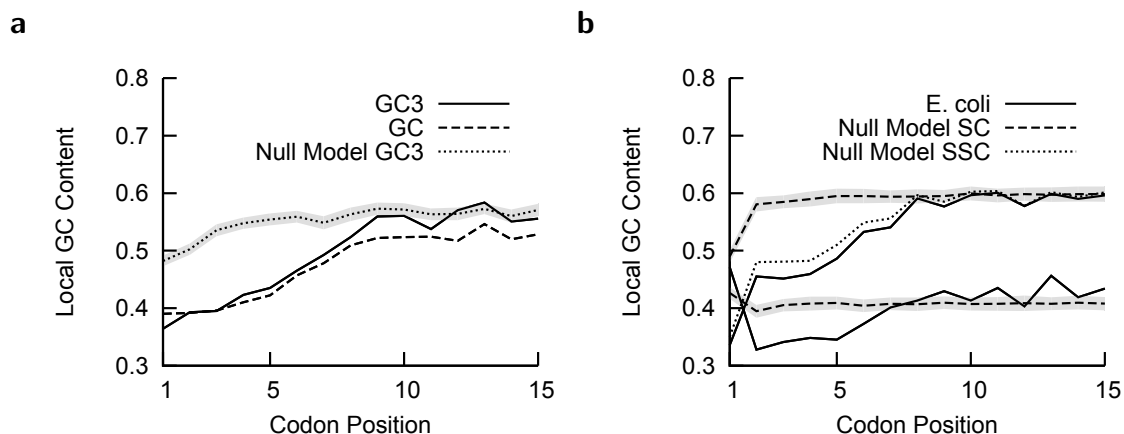 a
Local GC Content
0.8
0.7
0.6
0.5
0.4
0.3
1
5
10
15
Codon Position
GC3
GC
Null Model GC3
b
Local GC Content
0.8
0.7
0.6
0.5
0.4
0.3
1
5
10
15
Codon Position
E. coli
Null Model SC
Null Model SSC